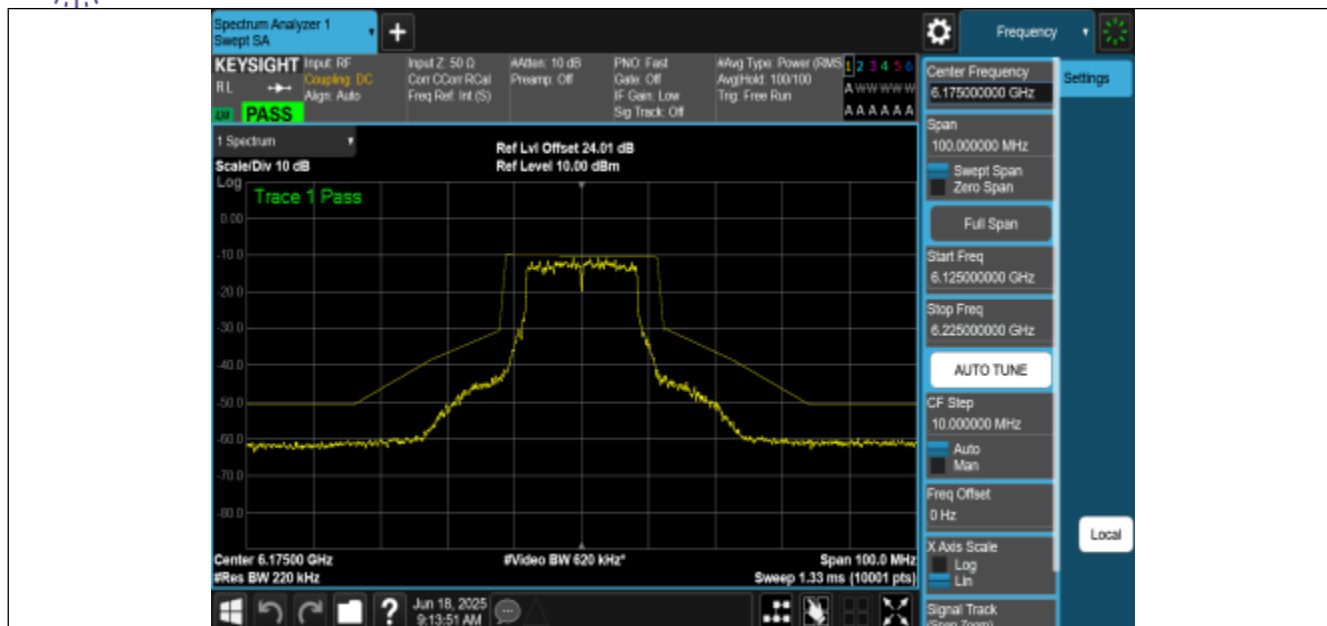 Spectrum Analyzer 1
Swept SA
+
Frequency
KEYSIGHT
RL
PASS
Input: RF
Coupling: DC
Align: Auto
Input Z: 50 Ω
Corr CCorr RCal
Freq Ref: Int (S)
#Atten: 10 dB
Preamp: Off
PNO: Fast
Gate: Off
IF Gain: Low
Sig Track: Off
#Avg Type: Power (RMS
Avg|Hold: 100/100
Trig: Free Run
1 2 3 4 5 6
A W W W W W
A A A A A A
1 Spectrum
Scale/Div 10 dB
Ref Lvl Offset 24.01 dB
Ref Level 10.00 dBm
Log
Trace 1 Pass
0.00
-10.0
-20.0
-30.0
-40.0
-50.0
-60.0
-70.0
-80.0
Center 6.17500 GHz
#Video BW 620 kHz*
Span 100.0 MHz
#Res BW 220 kHz
Sweep 1.33 ms (10001 pts)
Center Frequency
6.175000000 GHz
Settings
Span
100.000000 MHz
Swept Span
Zero Span
Full Span
Start Freq
6.125000000 GHz
Stop Freq
6.225000000 GHz
AUTO TUNE
CF Step
10.000000 MHz
Auto
Man
Freq Offset
0 Hz
X Axis Scale
Log
Lin
Local
Signal Track
(Span Zoom)
?
Jun 18, 2025
9:13:51 AM